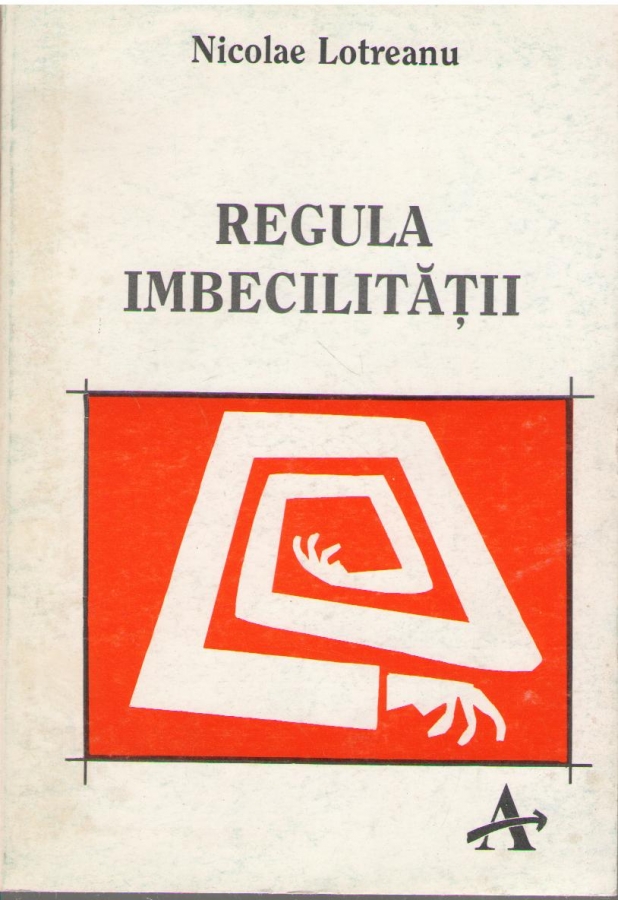 Nicolae Lotreanu
REGULA
IMBECILITĂȚII
A